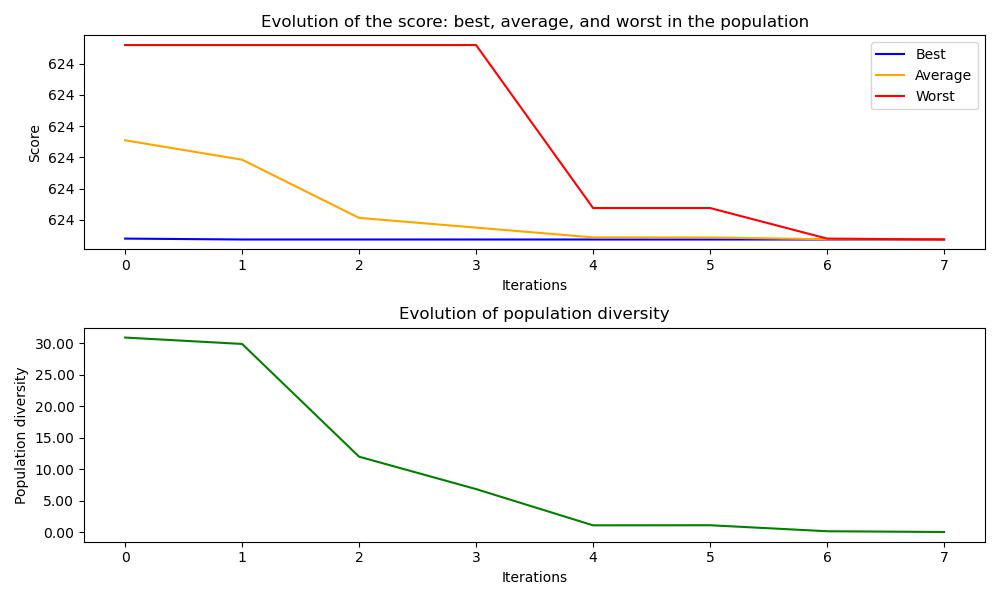 Evolution of the score: best, average, and worst in the population
Score
624
624
624
624
624
624
Best
Average
Worst
0 1 2 3 4 5 6 7
Iterations
Evolution of population diversity
Population diversity
30.00
25.00
20.00
15.00
10.00
5.00
0.00
0 1 2 3 4 5 6 7
Iterations